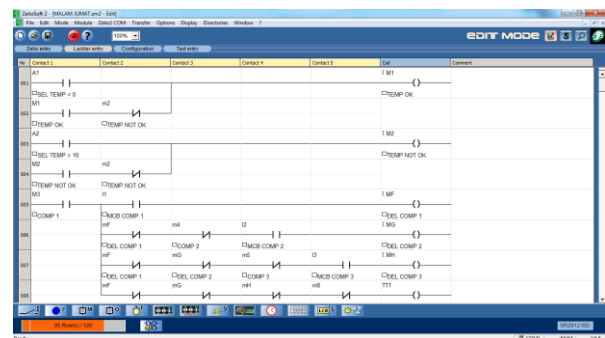 ZelioSoft 2 - [MALAM JUMAT.zm2 - Edit]
File Edit Mode Module Zelio2 COM Transfer Options Display Directories Window ?
100% EDIT MODE
Zelio entry Ladder entry Configuration Text entry
No. Contact 1 Contact 2 Contact 3 Contact 4 Contact 5 Coil Comment
A1 [ M1
001
SEL TEMP < 0 TEMP OK
M1 m2
002
TEMP OK TEMP NOT OK
A2 [ M2
003
SEL TEMP > 10 TEMP NOT OK
M2 m2
004
TEMP NOT OK TEMP NOT OK
M3 I1 [ MF
005
COMP 1 MCB COMP 1 DEL COMP 1
mF m4 I2 [ MG
006
DEL COMP 1 COMP 2 MCB COMP 2 DEL COMP 2
mF mG m5 I3 [ MH
007
DEL COMP 1 DEL COMP 2 COMP 3 MCB COMP 3 DEL COMP 3
mF mG mH m8 TT1
008
LCD
85 Row(s) / 120 SR2B121BD